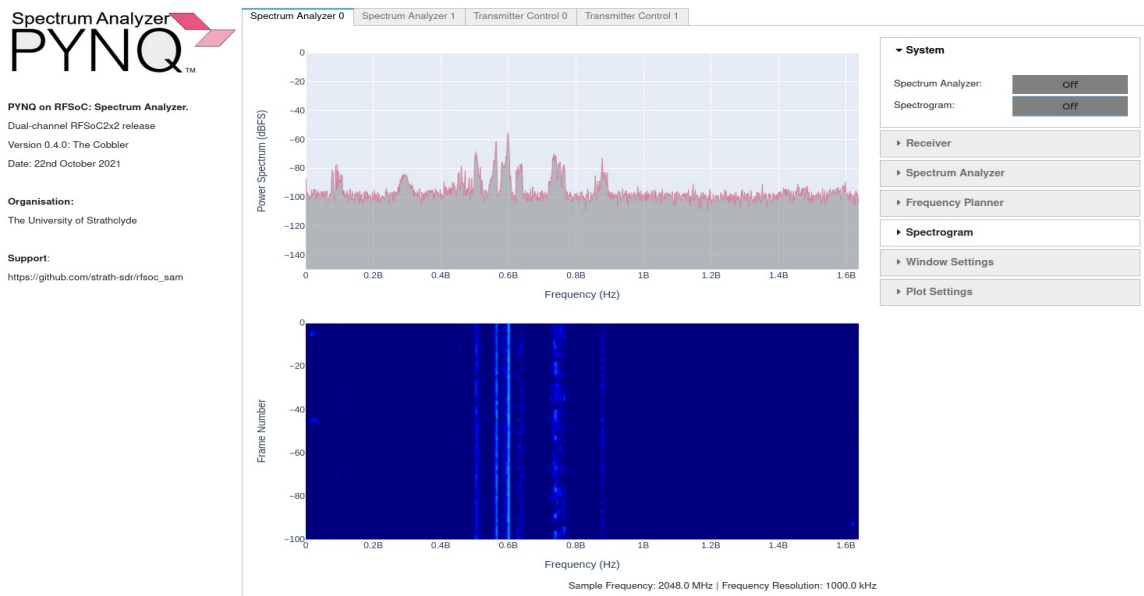 Spectrum Analyzer
PYNQ™
PYNQ on RFSoC: Spectrum Analyzer.
Dual-channel RFSoC2x2 release
Version 0.4.0: The Cobbler
Date: 22nd October 2021
Organisation:
The University of Strathclyde
Support:
https://github.com/strath-sdr/rfsoc_sam
Spectrum Analyzer 0 Spectrum Analyzer 1 Transmitter Control 0 Transmitter Control 1
Power Spectrum (dBFS)
0
−20
−40
−60
−80
−100
−120
−140
0 0.2B 0.4B 0.6B 0.8B 1B 1.2B 1.4B 1.6B
Frequency (Hz)
Frame Number
0
−20
−40
−60
−80
−100
0 0.2B 0.4B 0.6B 0.8B 1B 1.2B 1.4B 1.6B
Frequency (Hz)
Sample Frequency: 2048.0 MHz | Frequency Resolution: 1000.0 kHz
System
Spectrum Analyzer: Off
Spectrogram: Off
Receiver
Spectrum Analyzer
Frequency Planner
Spectrogram
Window Settings
Plot Settings